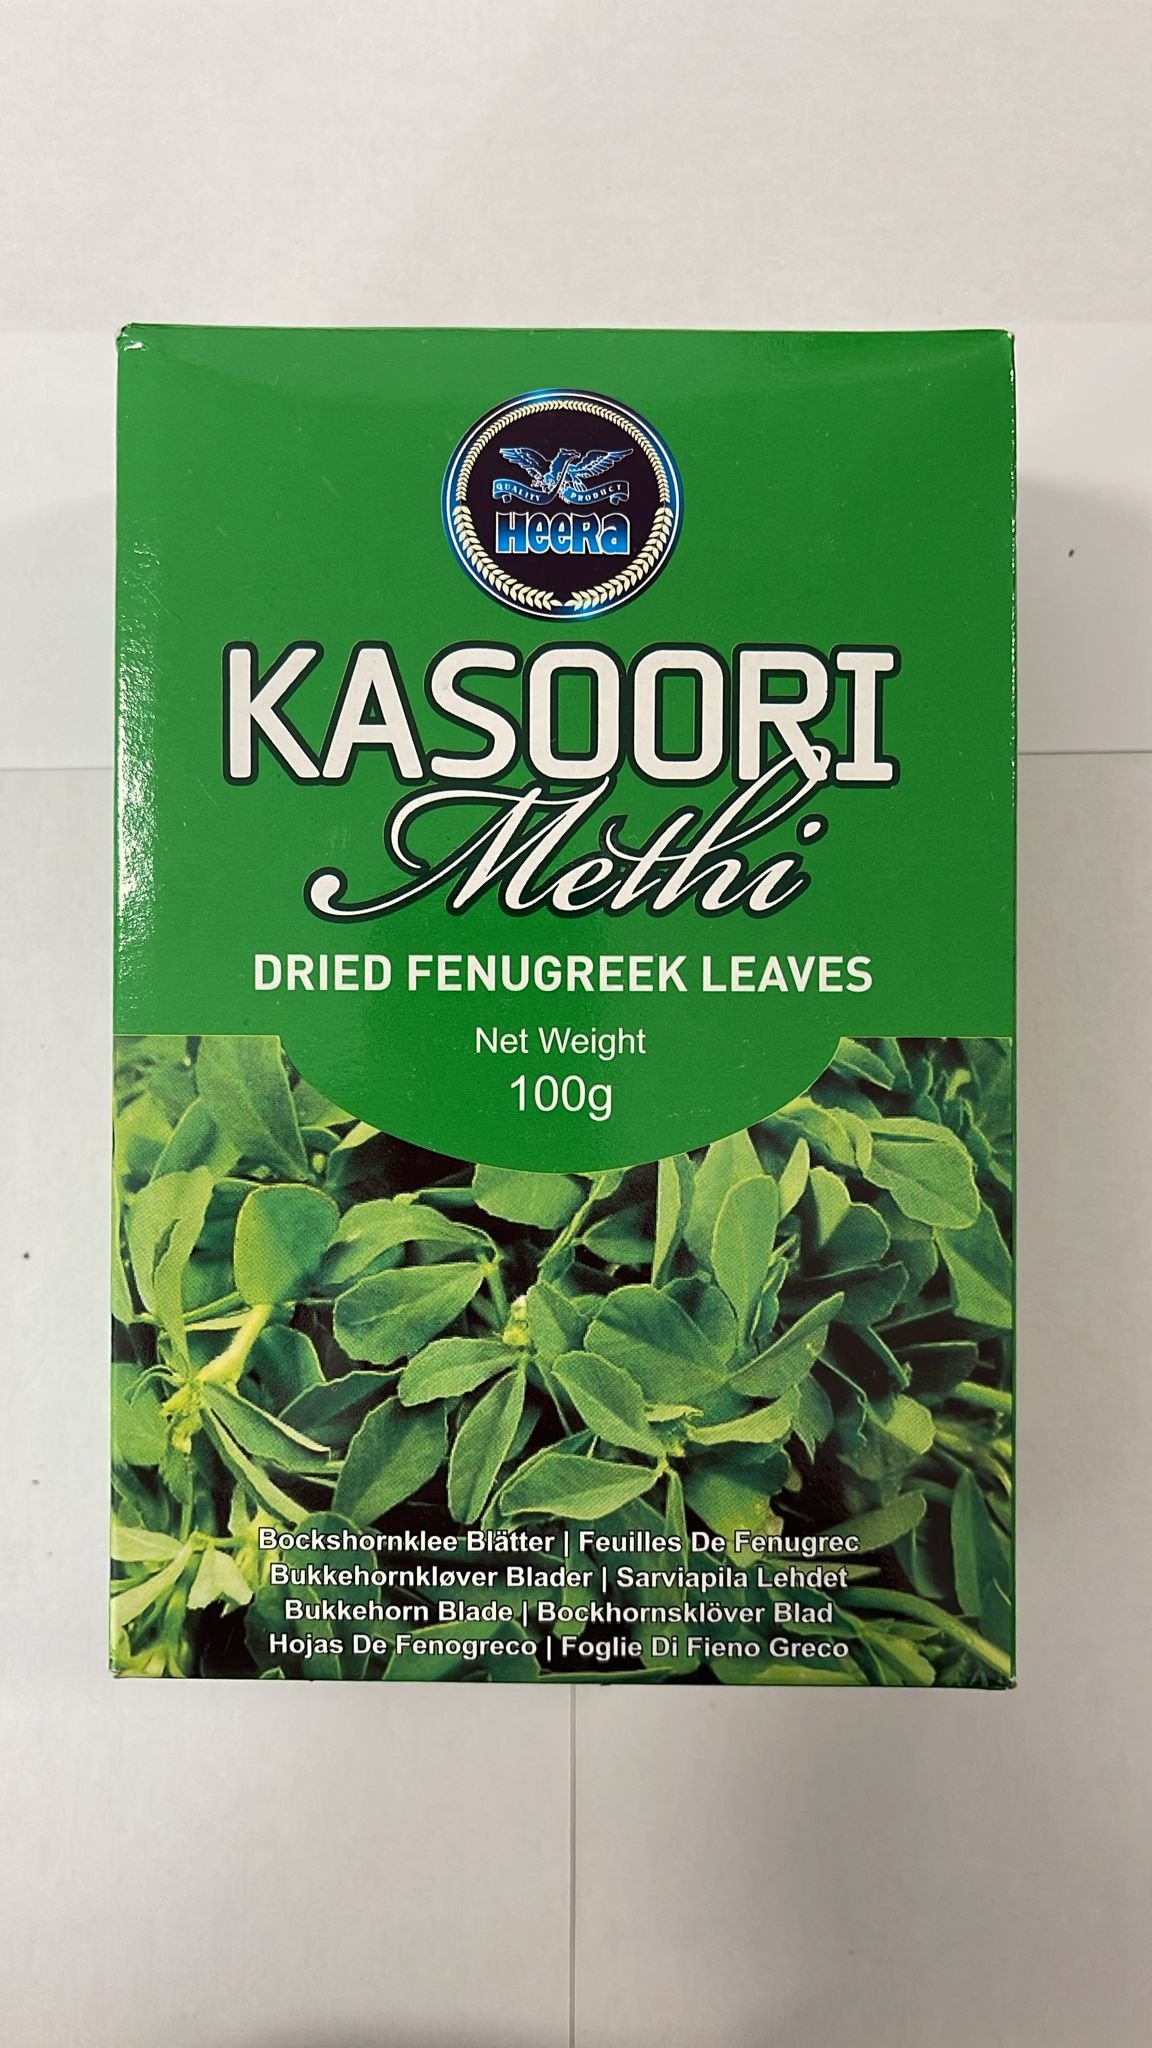 QUALITY PRODUCT
HEERA
KASOORI
Methi
DRIED FENUGREEK LEAVES
Net Weight
100g
Bockshornklee Blätter | Feuilles De Fenugrec
Bukkehornkløver Blader | Sarviapila Lehdet
Bukkehorn Blade | Bockhornsklöver Blad
Hojas De Fenogreco | Foglie Di Fieno Greco